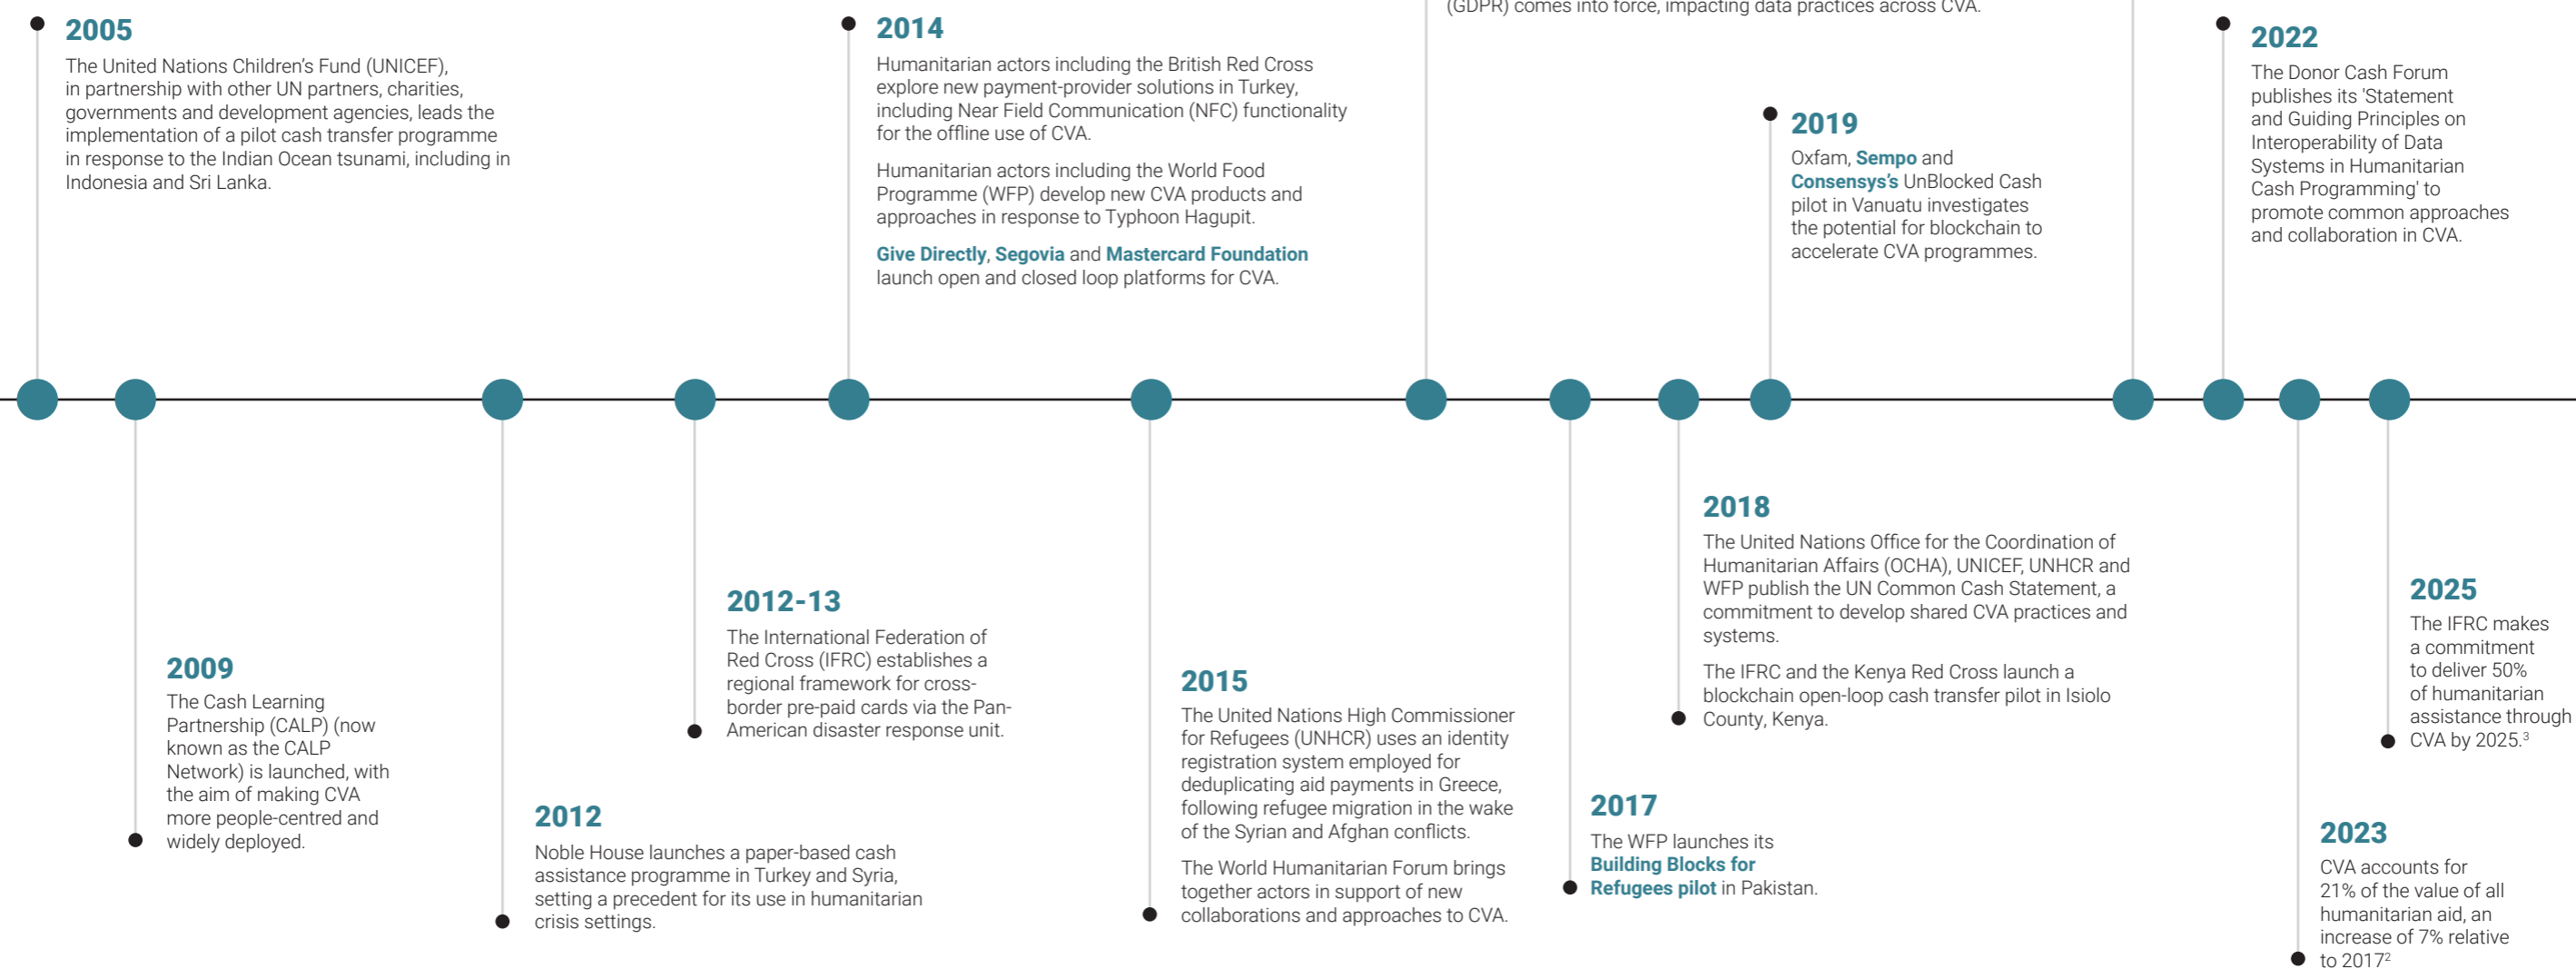 (GDPR) comes into force, impacting data practices across CVA.
2005
The United Nations Children’s Fund (UNICEF),
in partnership with other UN partners, charities,
governments and development agencies, leads the
implementation of a pilot cash transfer programme
in response to the Indian Ocean tsunami, including in
Indonesia and Sri Lanka.
2014
Humanitarian actors including the British Red Cross
explore new payment-provider solutions in Turkey,
including Near Field Communication (NFC) functionality
for the offline use of CVA.
Humanitarian actors including the World Food
Programme (WFP) develop new CVA products and
approaches in response to Typhoon Hagupit.
Give Directly, Segovia and Mastercard Foundation
launch open and closed loop platforms for CVA.
2019
Oxfam, Sempo and
Consensys’s UnBlocked Cash
pilot in Vanuatu investigates
the potential for blockchain to
accelerate CVA programmes.
2022
The Donor Cash Forum
publishes its 'Statement
and Guiding Principles on
Interoperability of Data
Systems in Humanitarian
Cash Programming' to
promote common approaches
and collaboration in CVA.
2009
The Cash Learning
Partnership (CALP) (now
known as the CALP
Network) is launched, with
the aim of making CVA
more people-centred and
widely deployed.
2012
Noble House launches a paper-based cash
assistance programme in Turkey and Syria,
setting a precedent for its use in humanitarian
crisis settings.
2012-13
The International Federation of
Red Cross (IFRC) establishes a
regional framework for cross-
border pre-paid cards via the Pan-
American disaster response unit.
2015
The United Nations High Commissioner
for Refugees (UNHCR) uses an identity
registration system employed for
deduplicating aid payments in Greece,
following refugee migration in the wake
of the Syrian and Afghan conflicts.
The World Humanitarian Forum brings
together actors in support of new
collaborations and approaches to CVA.
2017
The WFP launches its
Building Blocks for
Refugees pilot in Pakistan.
2018
The United Nations Office for the Coordination of
Humanitarian Affairs (OCHA), UNICEF, UNHCR and
WFP publish the UN Common Cash Statement, a
commitment to develop shared CVA practices and
systems.
The IFRC and the Kenya Red Cross launch a
blockchain open-loop cash transfer pilot in Isiolo
County, Kenya.
2023
CVA accounts for
21% of the value of all
humanitarian aid, an
increase of 7% relative
to 2017²
2025
The IFRC makes
a commitment
to deliver 50%
of humanitarian
assistance through
CVA by 2025.³